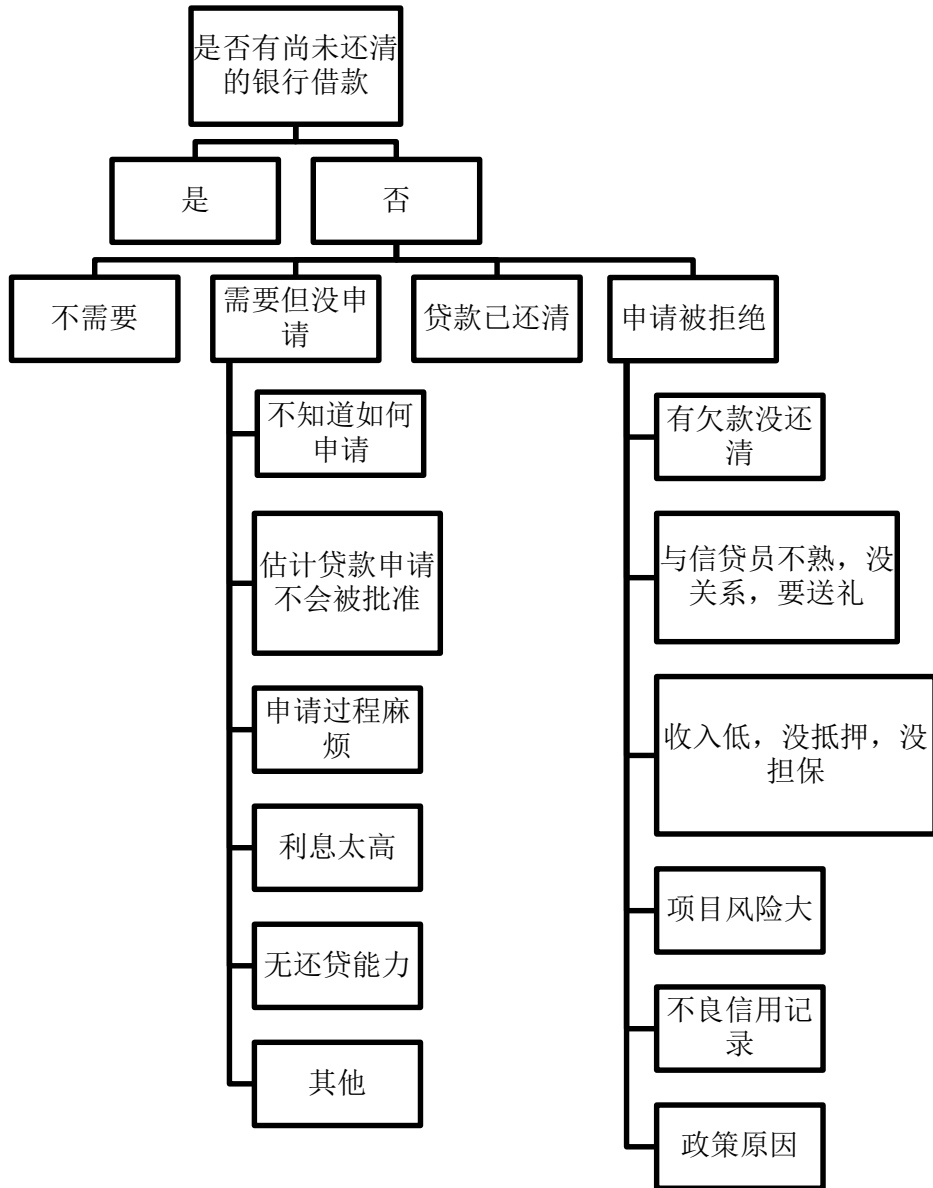 是否有尚未还清
的银行借款
是
否
不需要
需要但没申
请
贷款已还清
申请被拒绝
不知道如何
申请
估计贷款申请
不会被批准
申请过程麻
烦
利息太高
无还贷能力
其他
有欠款没还
清
与信贷员不熟，没
关系，要送礼
收入低，没抵押，没
担保
项目风险大
不良信用记
录
政策原因